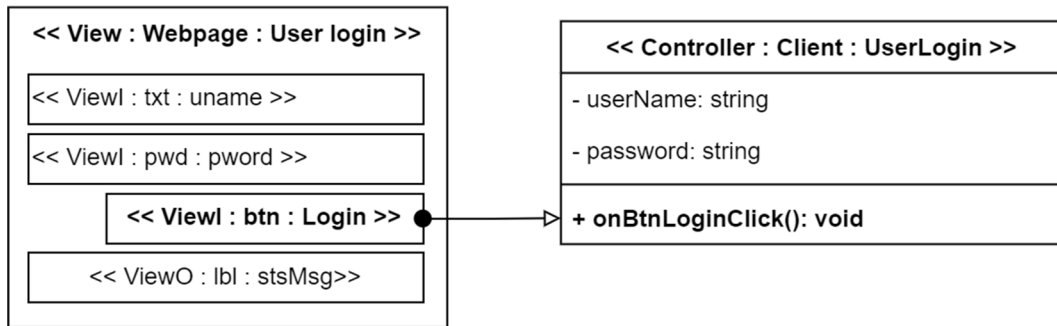 << View : Webpage : User login >>
<< ViewI : txt : uname >>
<< ViewI : pwd : pword >>
<< ViewI : btn : Login >>
<< ViewO : lbl : stsMsg>>
<< Controller : Client : UserLogin >>
- userName: string
- password: string
+ onBtnLoginClick(): void